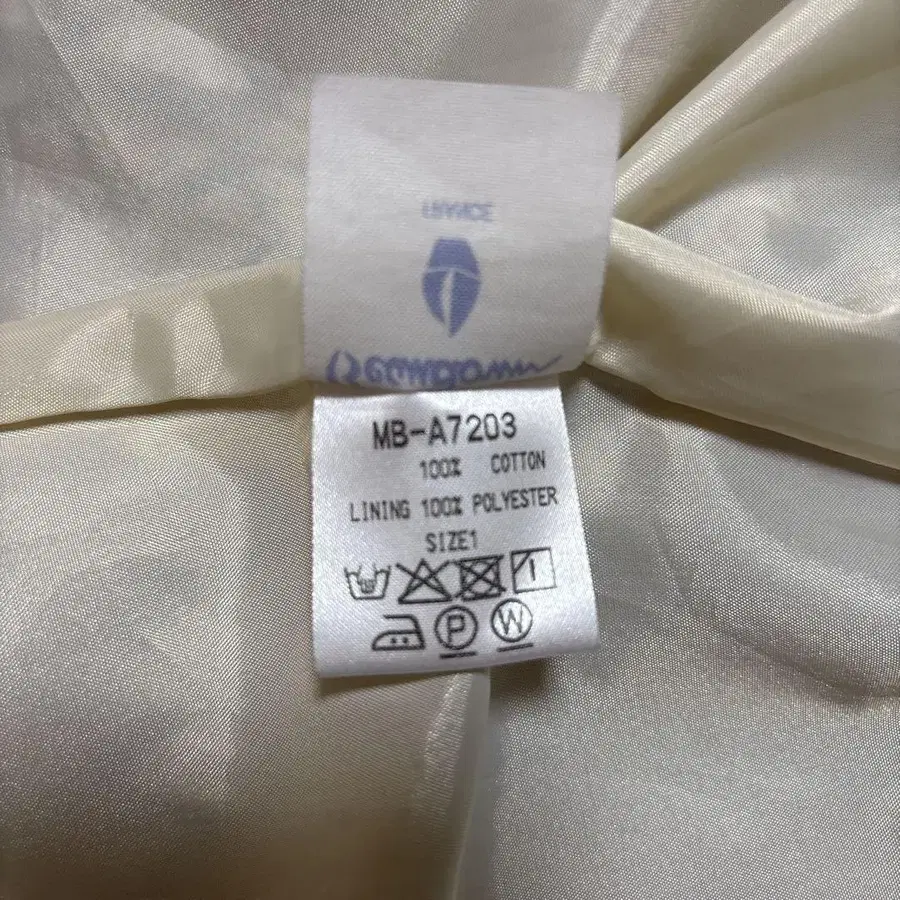 MB-A7203
100% COTTON
LINING 100% POLYESTER
SIZE1
P W